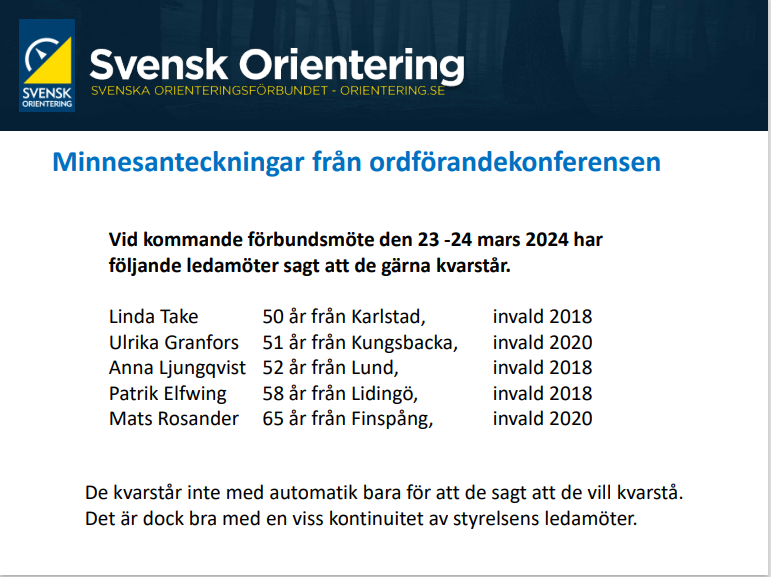 SVENSK
ORIENTERING
Svensk Orientering
SVENSKA ORIENTERINGSFÖRBUNDET - ORIENTERING.SE
Minnesanteckningar från ordförandekonferensen
Vid kommande förbundsmöte den 23 -24 mars 2024 har
följande ledamöter sagt att de gärna kvarstår.
Linda Take 50 år från Karlstad, invald 2018
Ulrika Granfors 51 år från Kungsbacka, invald 2020
Anna Ljungqvist 52 år från Lund, invald 2018
Patrik Elfwing 58 år från Lidingö, invald 2018
Mats Rosander 65 år från Finspång, invald 2020
De kvarstår inte med automatik bara för att de sagt att de vill kvarstå.
Det är dock bra med en viss kontinuitet av styrelsens ledamöter.